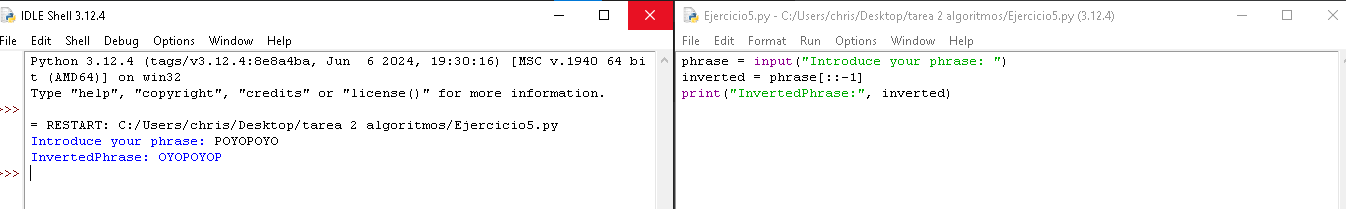 IDLE Shell 3.12.4
File Edit Shell Debug Options Window Help
Python 3.12.4 (tags/v3.12.4:8e8a4ba, Jun  6 2024, 19:30:16) [MSC v.1940 64 bi
t (AMD64)] on win32
Type "help", "copyright", "credits" or "license()" for more information.
>>>
= RESTART: C:/Users/chris/Desktop/tarea 2 algoritmos/Ejercicio5.py
Introduce your phrase: POYOPOYO
InvertedPhrase: OYOPOYOP
>>>
Ejercicio5.py - C:/Users/chris/Desktop/tarea 2 algoritmos/Ejercicio5.py (3.12.4)
File Edit Format Run Options Window Help
phrase = input("Introduce your phrase: ")
inverted = phrase[::-1]
print("InvertedPhrase:", inverted)